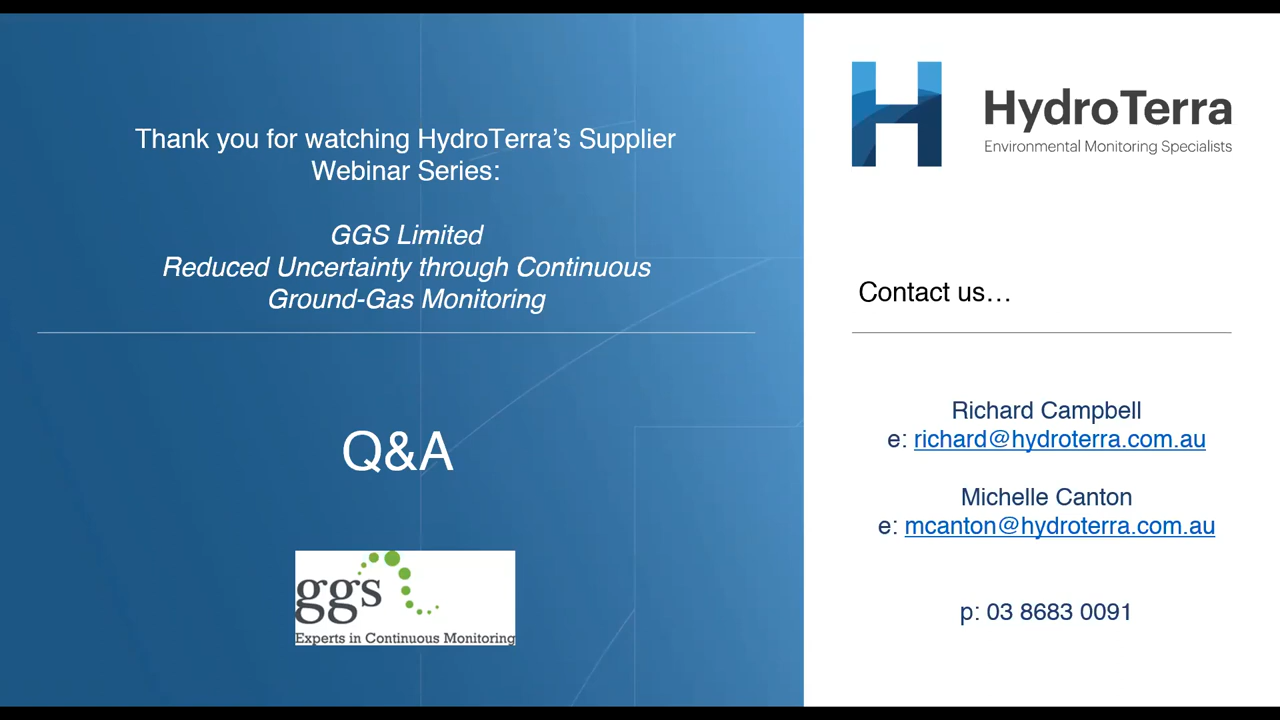 Thank you for watching HydroTerra's Supplier
Webinar Series:
GGS Limited
Reduced Uncertainty through Continuous
Ground-Gas Monitoring
Q&A
ggs
Experts in Continuous Monitoring
H HydroTerra
Environmental Monitoring Specialists
Contact us…
Richard Campbell
e: richard@hydroterra.com.au
Michelle Canton
e: mcanton@hydroterra.com.au
p: 03 8683 0091